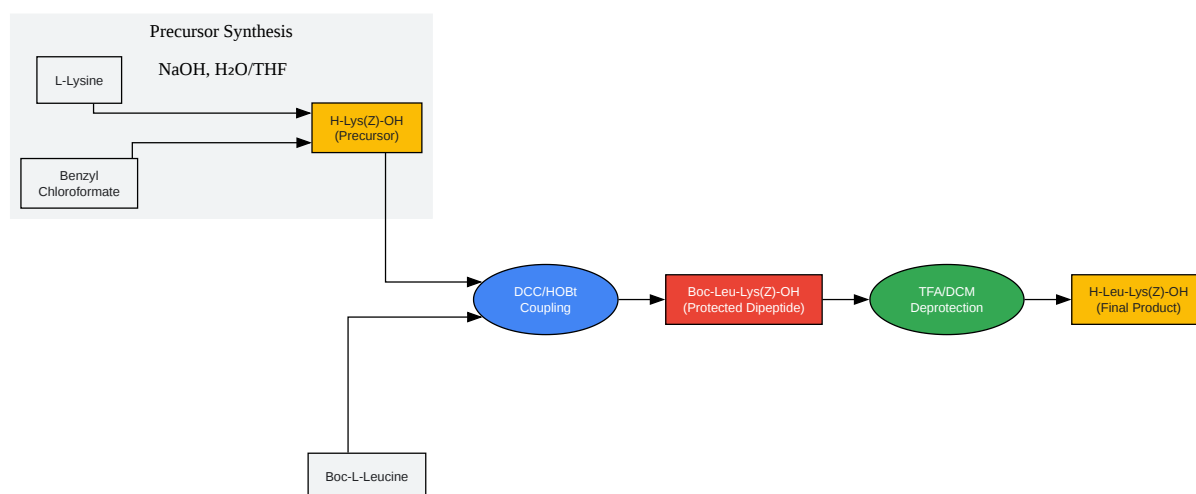 Precursor Synthesis
NaOH, H₂O/THF
L-Lysine
H-Lys(Z)-OH
(Precursor)
Benzyl
Chloroformate
DCC/HOBt
Coupling
Boc-Leu-Lys(Z)-OH
(Protected Dipeptide)
TFA/DCM
Deprotection
H-Leu-Lys(Z)-OH
(Final Product)
Boc-L-Leucine